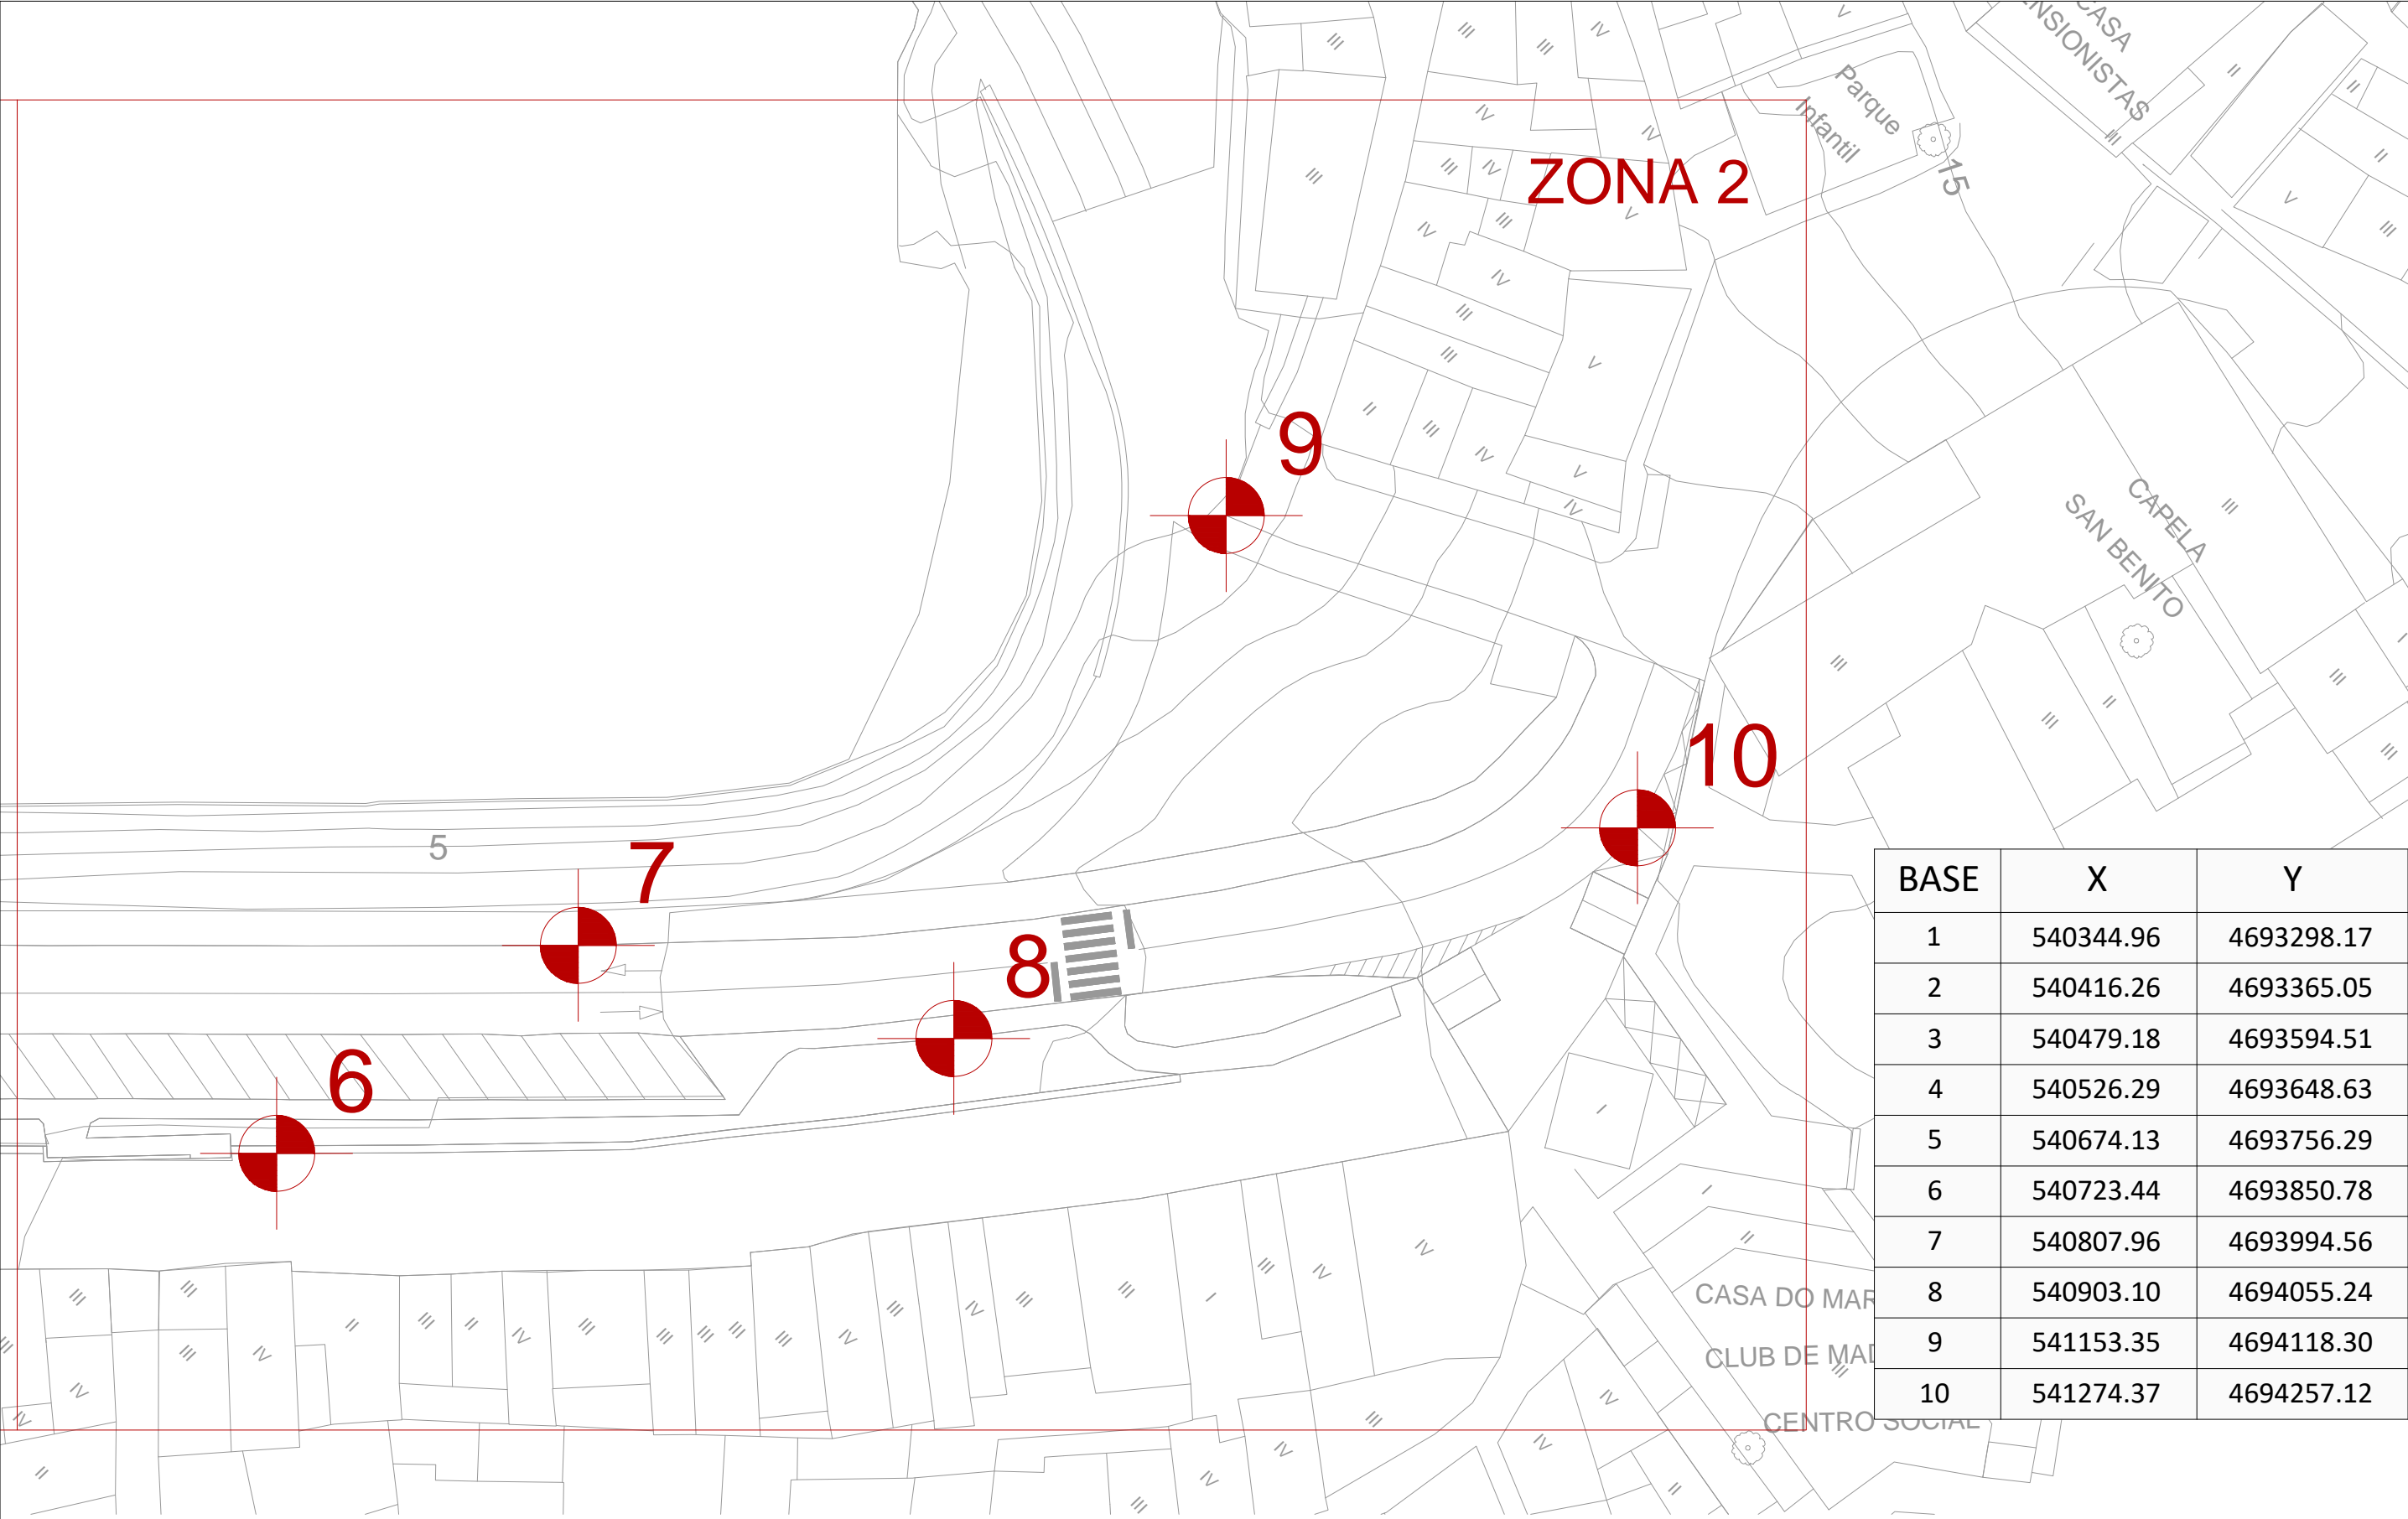 CASA
ENSIONISTAS
Parque
Infantil
15
ZONA 2
9
CAPELA
SAN BENITO
10
5
7
8
6
CASA DO MAR
CLUB DE MA
CENTRO SOCIAL
BASE X Y
1 540344.96 4693298.17
2 540416.26 4693365.05
3 540479.18 4693594.51
4 540526.29 4693648.63
5 540674.13 4693756.29
6 540723.44 4693850.78
7 540807.96 4693994.56
8 540903.10 4694055.24
9 541153.35 4694118.30
10 541274.37 4694257.12